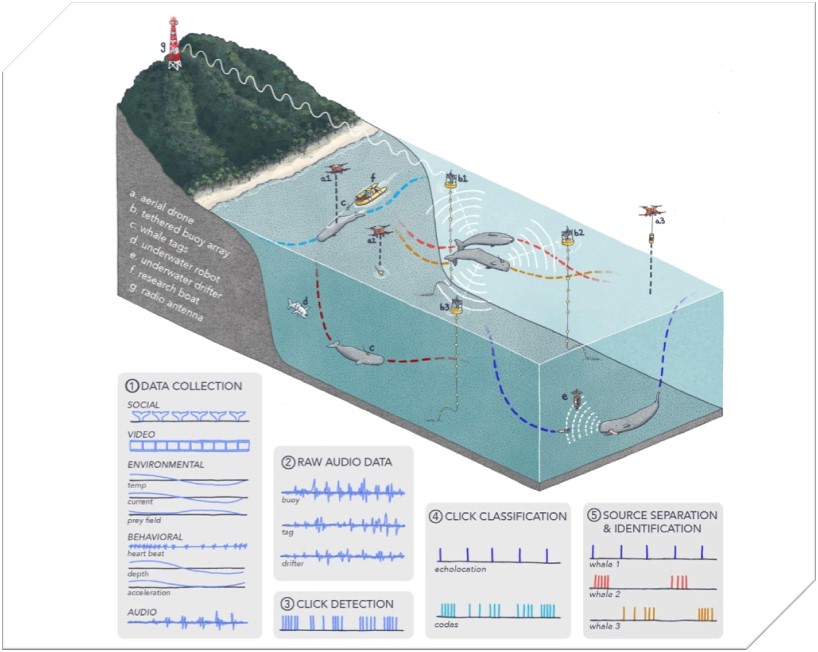 g
a1
f
c
b1
a2
b2
a3
a. aerial drone
b. tethered buoy array
c. whale tags
d. underwater robot
e. underwater drifter
f. research boat
g. radio antenna
b3
d
c
e
1 DATA COLLECTION
SOCIAL
VIDEO
ENVIRONMENTAL
temp
current
prey field
BEHAVIORAL
heart beat
depth
acceleration
AUDIO
2 RAW AUDIO DATA
buoy
tag
drifter
3 CLICK DETECTION
4 CLICK CLASSIFICATION
echolocation
codas
5 SOURCE SEPARATION
& IDENTIFICATION
whale 1
whale 2
whale 3